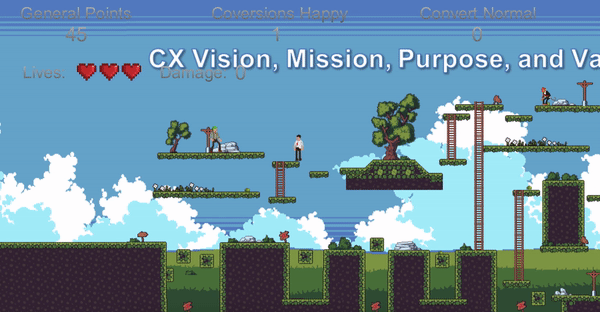 General Points Coversions Happy Convert Normal
45 1 0
CX Vision, Mission, Purpose, and Va
Lives: Damage: 0